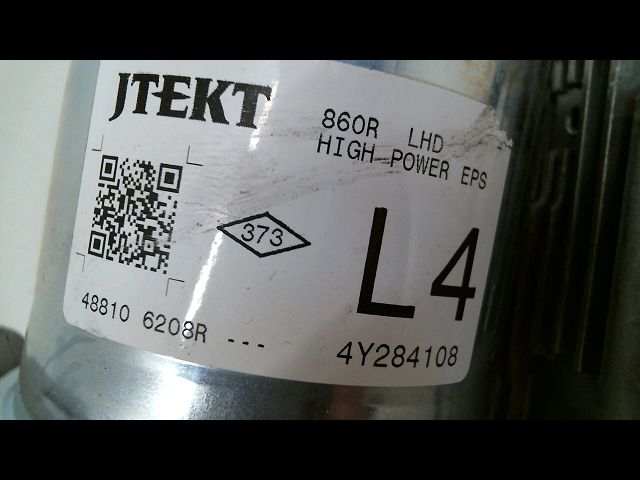 JTEKT
860R LHD
HIGH POWER EPS
373
L4
48810 6208R ---
4Y284108